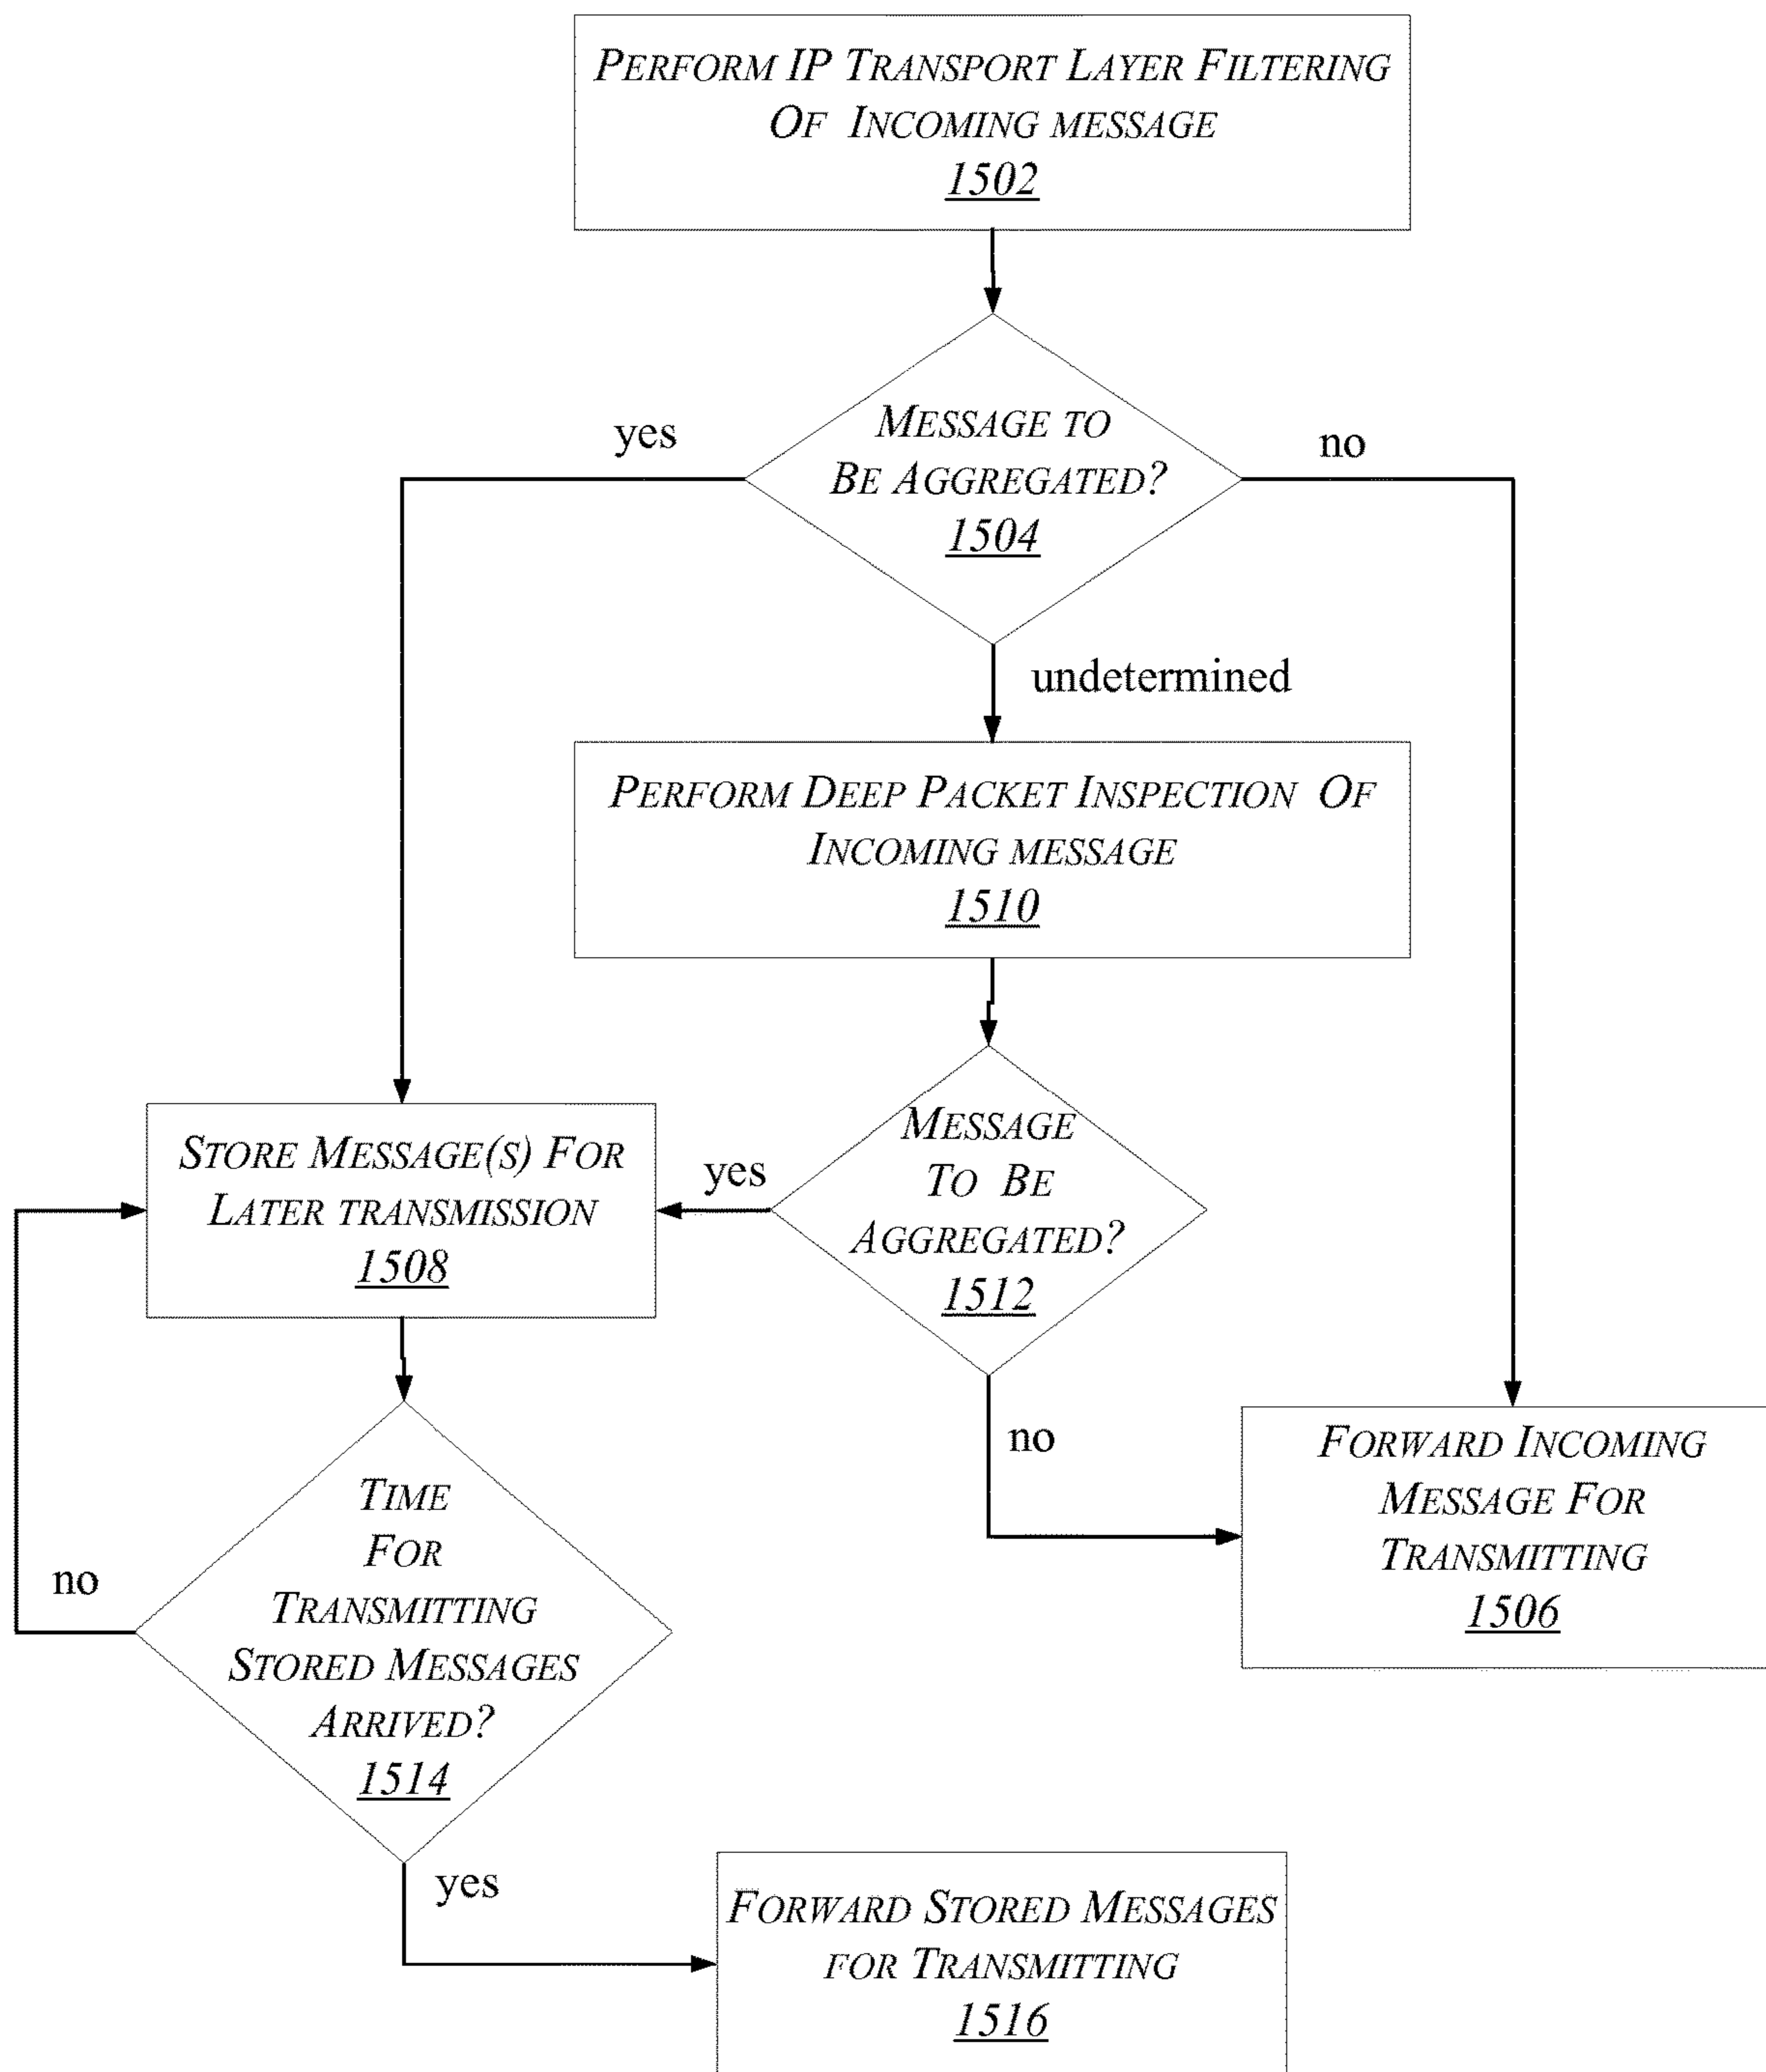 PERFORM IP TRANSPORT LAYER FILTERING
OF INCOMING MESSAGE
1502
MESSAGE TO
BE AGGREGATED?
1504
yes
no
undetermined
PERFORM DEEP PACKET INSPECTION OF
INCOMING MESSAGE
1510
MESSAGE
TO BE
AGGREGATED?
1512
yes
no
STORE MESSAGE(S) FOR
LATER TRANSMISSION
1508
FORWARD INCOMING
MESSAGE FOR
TRANSMITTING
1506
TIME
FOR
TRANSMITTING
STORED MESSAGES
ARRIVED?
1514
no
yes
FORWARD STORED MESSAGES
FOR TRANSMITTING
1516